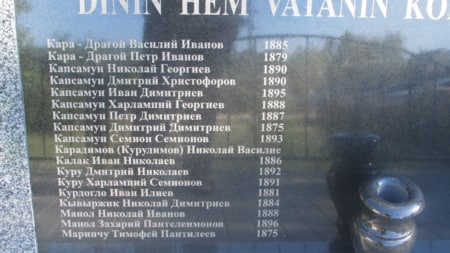 DININ HEM VATANIN
Кара - Драгой Василий Иванов 1885
Кара - Драгой Петр Иванов 1879
Капсамун Николай Георгиев 1890
Капсамун Дмитрий Христофоров 1890
Капсамун Иван Димитриев 1895
Капсамун Харлампий Георгиев 1888
Капсамун Петр Димитриев 1887
Капсамун Димитрий Димитриев 1875
Капсамун Семион Семионов 1893
Карадимов (Курудимов) Николай Василие
Калак Иван Николаев 1886
Куру Дмитрий Николаев 1892
Куру Харлампий Семионов 1891
Курдогло Иван Илиев 1881
Кывыржик Николай Димитриев 1884
Манол Николай Иванов 1888
Манол Захарий Пантелеимонов 1896
Маринчу Тимофей Пантилеев 1875